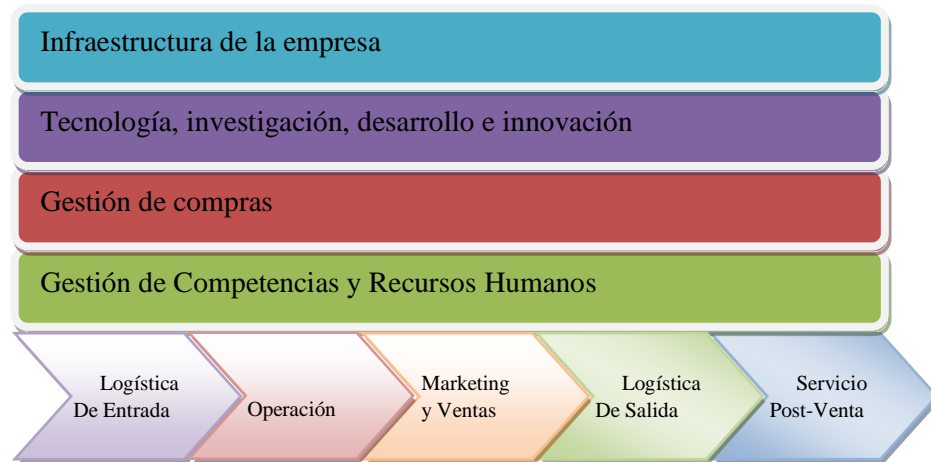 Infraestructura de la empresa
Tecnología, investigación, desarrollo e innovación
Gestión de compras
Gestión de Competencias y Recursos Humanos
Logística
De Entrada
Operación
Marketing
y Ventas
Logística
De Salida
Servicio
Post-Venta